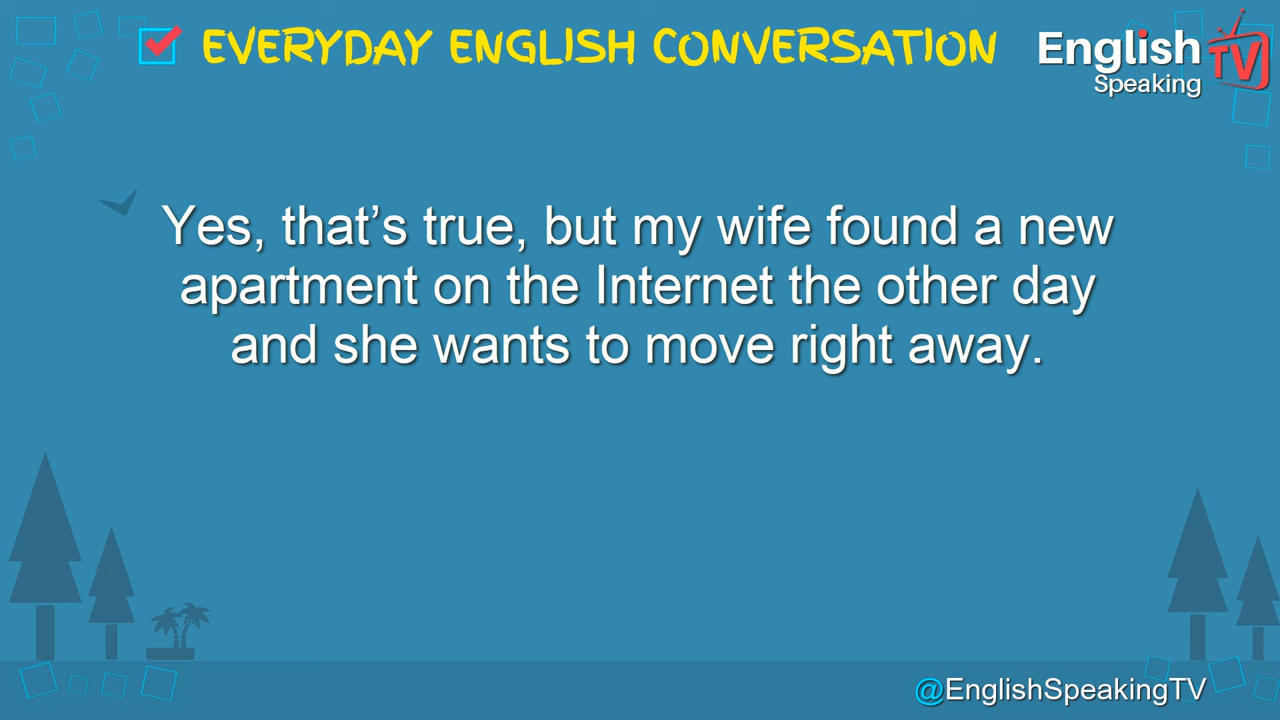 EVERYDAY ENGLISH CONVERSATION
English
Speaking
TV
Yes, that’s true, but my wife found a new
apartment on the Internet the other day
and she wants to move right away.
@EnglishSpeakingTV